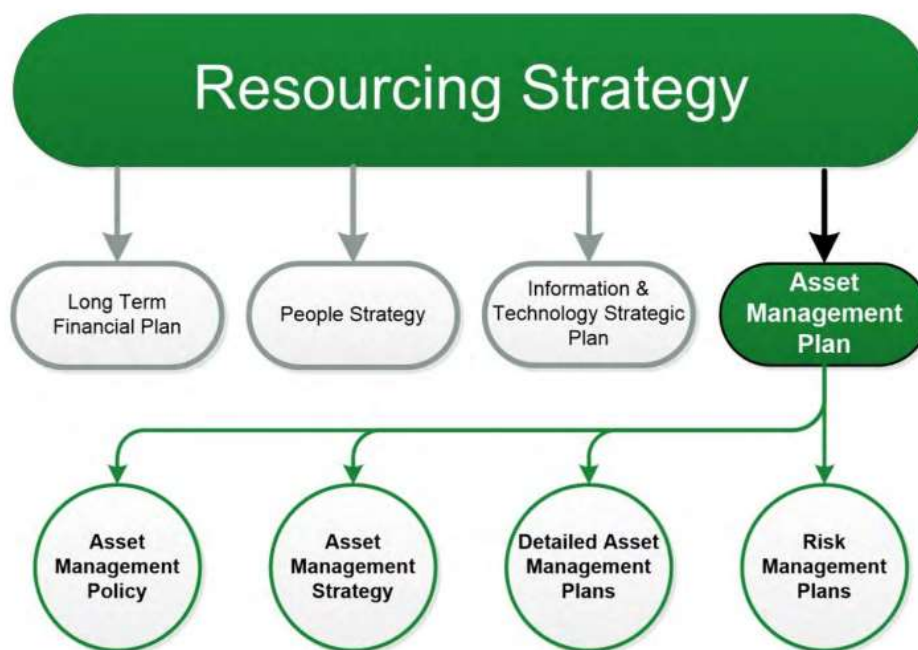 Resourcing Strategy
Long Term
Financial Plan
People Strategy
Information &
Technology Strategic
Plan
Asset
Management
Plan
Asset
Management
Policy
Asset
Management
Strategy
Detailed Asset
Management
Plans
Risk
Management
Plans